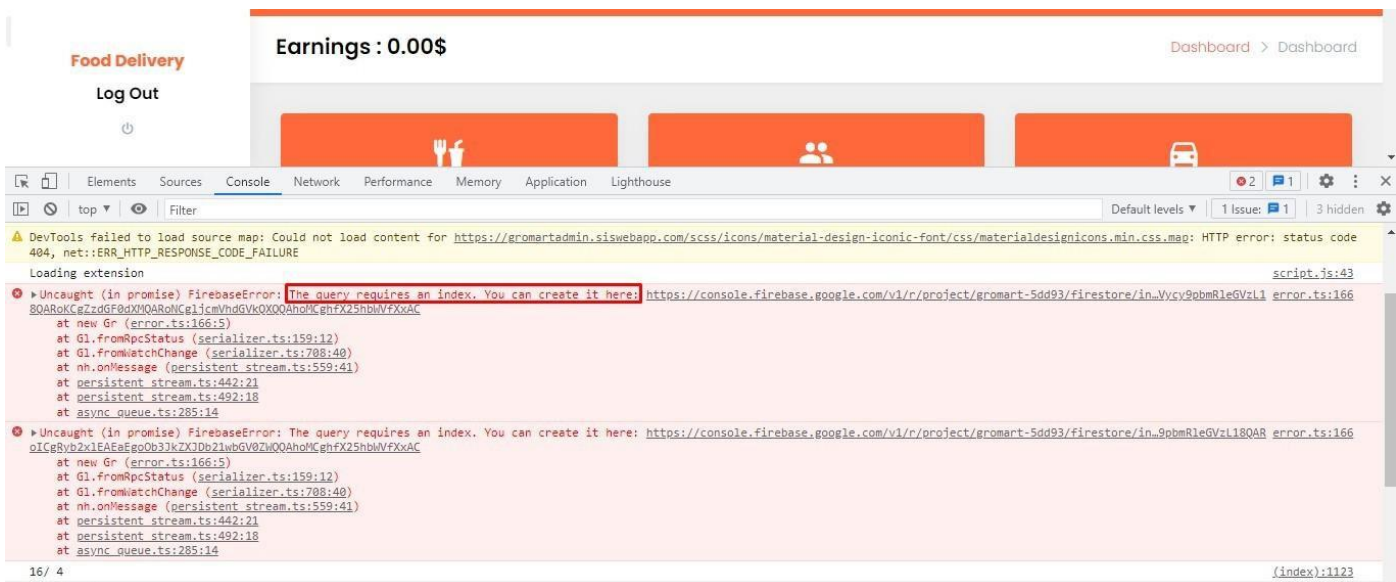 Food Delivery
Log Out
Earnings : 0.00$
Dashboard > Dashboard
Elements Sources Console Network Performance Memory Application Lighthouse 2 1
top ▼ Filter Default levels ▼ 1 Issue: 1 3 hidden
DevTools failed to load source map: Could not load content for https://gromartadmin.siswebapp.com/scss/icons/material-design-iconic-font/css/materialdesignicons.min.css.map: HTTP error: status code
404, net::ERR_HTTP_RESPONSE_CODE_FAILURE
Loading extension script.js:43
▶Uncaught (in promise) FirebaseError: The query requires an index. You can create it here: https://console.firebase.google.com/v1/r/project/gromart-5dd93/firestore/in…Vycy9pbmRleGVzL1 error.ts:166
at new Gr (error.ts:166:5)
at Gl.fromRpcStatus (serializer.ts:159:12)
at Gl.fromWatchChange (serializer.ts:708:40)
at nh.onMessage (persistent_stream.ts:559:41)
at persistent_stream.ts:442:21
at persistent_stream.ts:492:18
at async_queue.ts:285:14
▶Uncaught (in promise) FirebaseError: The query requires an index. You can create it here: https://console.firebase.google.com/v1/r/project/gromart-5dd93/firestore/in…9pbmRleGVzL18QAR error.ts:166
at new Gr (error.ts:166:5)
at Gl.fromRpcStatus (serializer.ts:159:12)
at Gl.fromWatchChange (serializer.ts:708:40)
at nh.onMessage (persistent_stream.ts:559:41)
at persistent_stream.ts:442:21
at persistent_stream.ts:492:18
at async_queue.ts:285:14
16/ 4 (index):1123